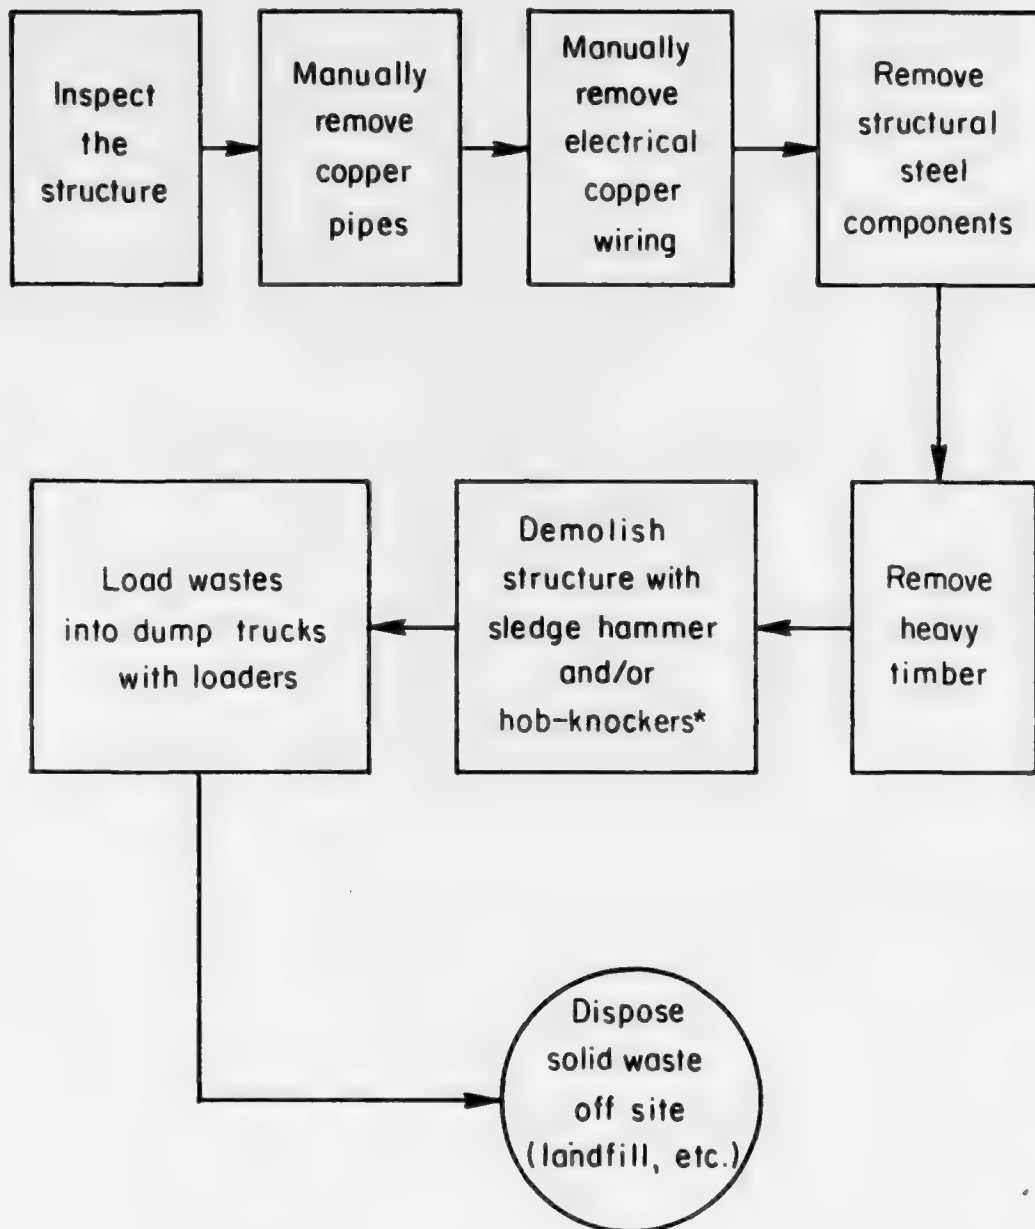 Inspect
the
structure
Manually
remove
copper
pipes
Manually
remove
electrical
copper
wiring
Remove
structural
steel
components
Remove
heavy
timber
Demolish
structure with
sledge hammer
and/or
hob-knockers*
Load wastes
into dump trucks
with loaders
Dispose
solid waste
off site
(landfill, etc.)